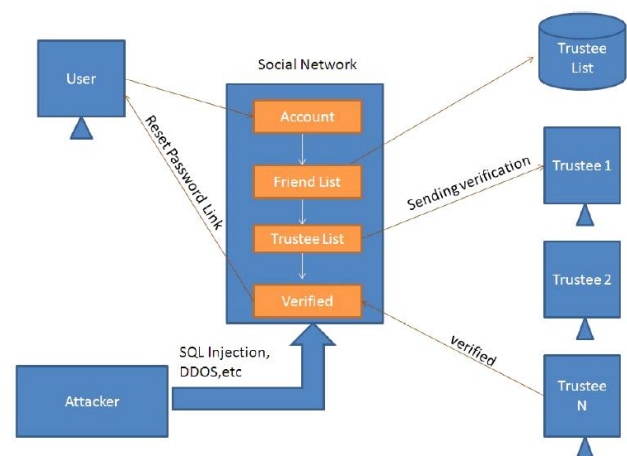 Social Network
User
Account
Friend List
Trustee List
Verified
Reset Password Link
Trustee
List
Sending verification
Trustee 1
Trustee 2
verified
Trustee
N
SQL Injection,
DDOS,etc
Attacker